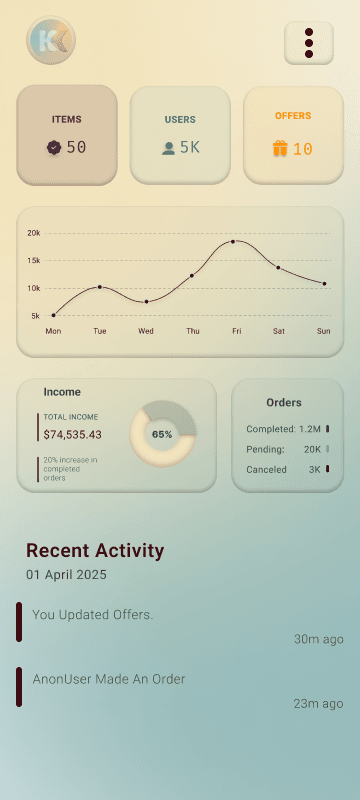 K
ITEMS
50
USERS
5K
OFFERS
10
20k
15k
10k
5k
Mon Tue Wed Thu Fri Sat Sun
Income
TOTAL INCOME
$74,535.43
20% increase in
completed
orders
65%
Orders
Completed: 1.2M
Pending: 20K
Canceled 3K
Recent Activity
01 April 2025
You Updated Offers.
30m ago
AnonUser Made An Order
23m ago